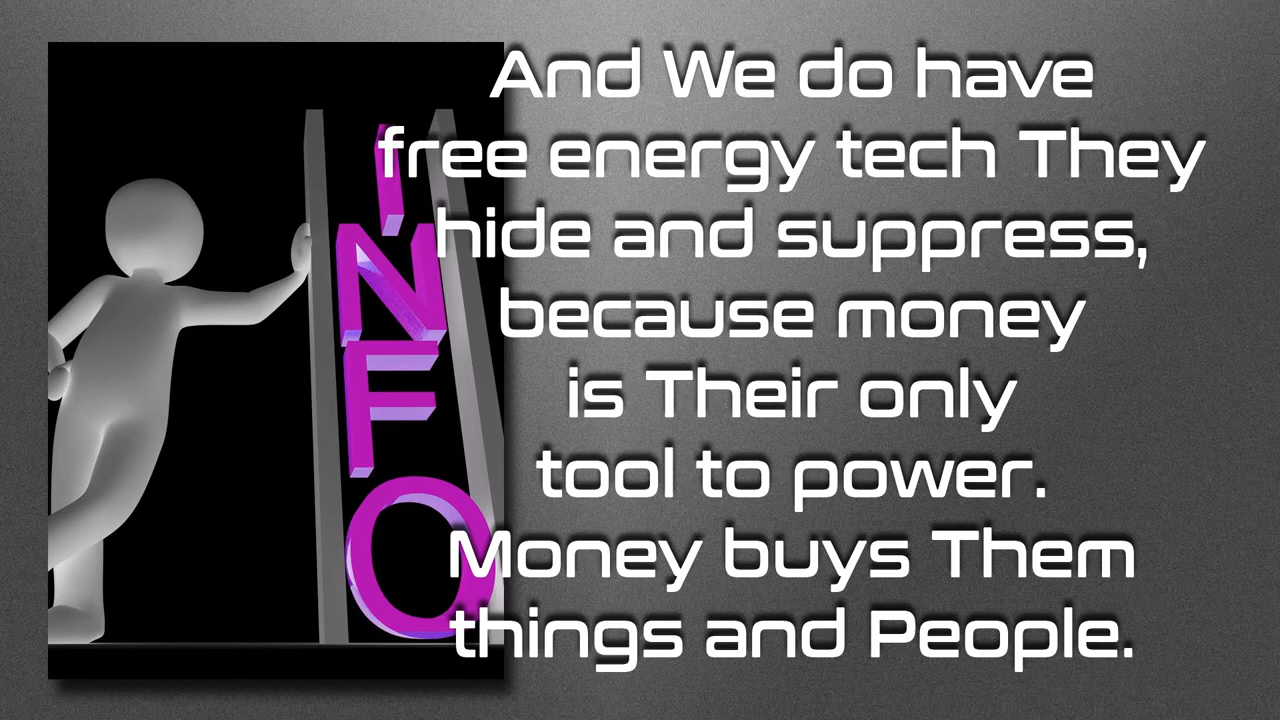 INFO
And We do have
free energy tech They
hide and suppress,
because money
is Their only
tool to power.
Money buys Them
things and People.